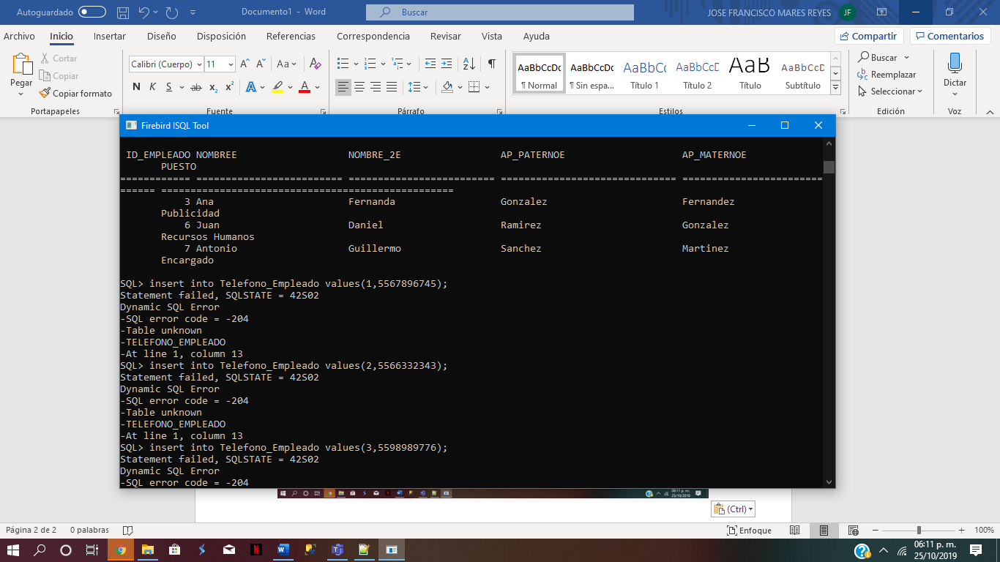 Autoguardado
Documento1 - Word
Buscar
JOSE FRANCISCO MARES REYES
JF
Archivo Inicio Insertar Diseño Disposición Referencias Correspondencia Revisar Vista Ayuda
Compartir Comentarios
Pegar
Cortar
Copiar
Copiar formato
Portapapeles
Calibri (Cuerpo) 11
N K S ab x2 x2 A A
Fuente
Párrafo
AaBbCcDc AaBbCcDc AaBbCc AaBbCcD AaB AaBbCcD
¶ Normal ¶ Sin espa... Título 1 Título 2 Título Subtítulo
Estilos
Buscar
Reemplazar
Seleccionar
Edición
Dictar
Voz
Firebird ISQL Tool
ID_EMPLEADO NOMBREE NOMBRE_2E AP_PATERNOE AP_MATERNOE
PUESTO
============ ========================= ========================= ============================== ========================
====== ==================================================
3 Ana Fernanda Gonzalez Fernandez
Publicidad
6 Juan Daniel Ramirez Gonzalez
Recursos Humanos
7 Antonio Guillermo Sanchez Martinez
Encargado
SQL> insert into Telefono_Empleado values(1,5567896745);
Statement failed, SQLSTATE = 42S02
Dynamic SQL Error
-SQL error code = -204
-Table unknown
-TELEFONO_EMPLEADO
-At line 1, column 13
SQL> insert into Telefono_Empleado values(2,5566332343);
Statement failed, SQLSTATE = 42S02
Dynamic SQL Error
-SQL error code = -204
-Table unknown
-TELEFONO_EMPLEADO
-At line 1, column 13
SQL> insert into Telefono_Empleado values(3,5598989776);
Statement failed, SQLSTATE = 42S02
Dynamic SQL Error
-SQL error code = -204
06:11 p. m.
25/10/2019
(Ctrl)
Página 2 de 2 0 palabras
Enfoque
100%
06:11 p. m.
25/10/2019